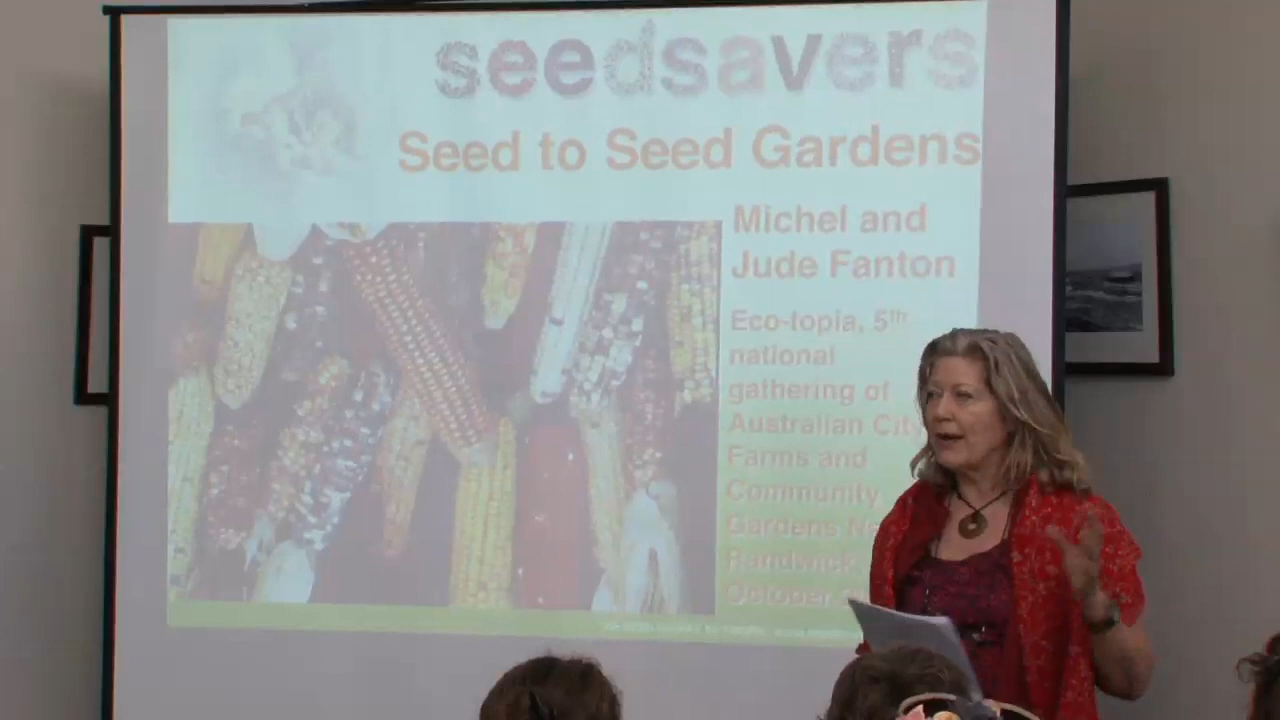 seedsavers
Seed to Seed Gardens
Michel and
Jude Fanton
Eco-topia, 5th
national
gathering of
Australian City
Farms and
Community
Gardens
Randwick
October